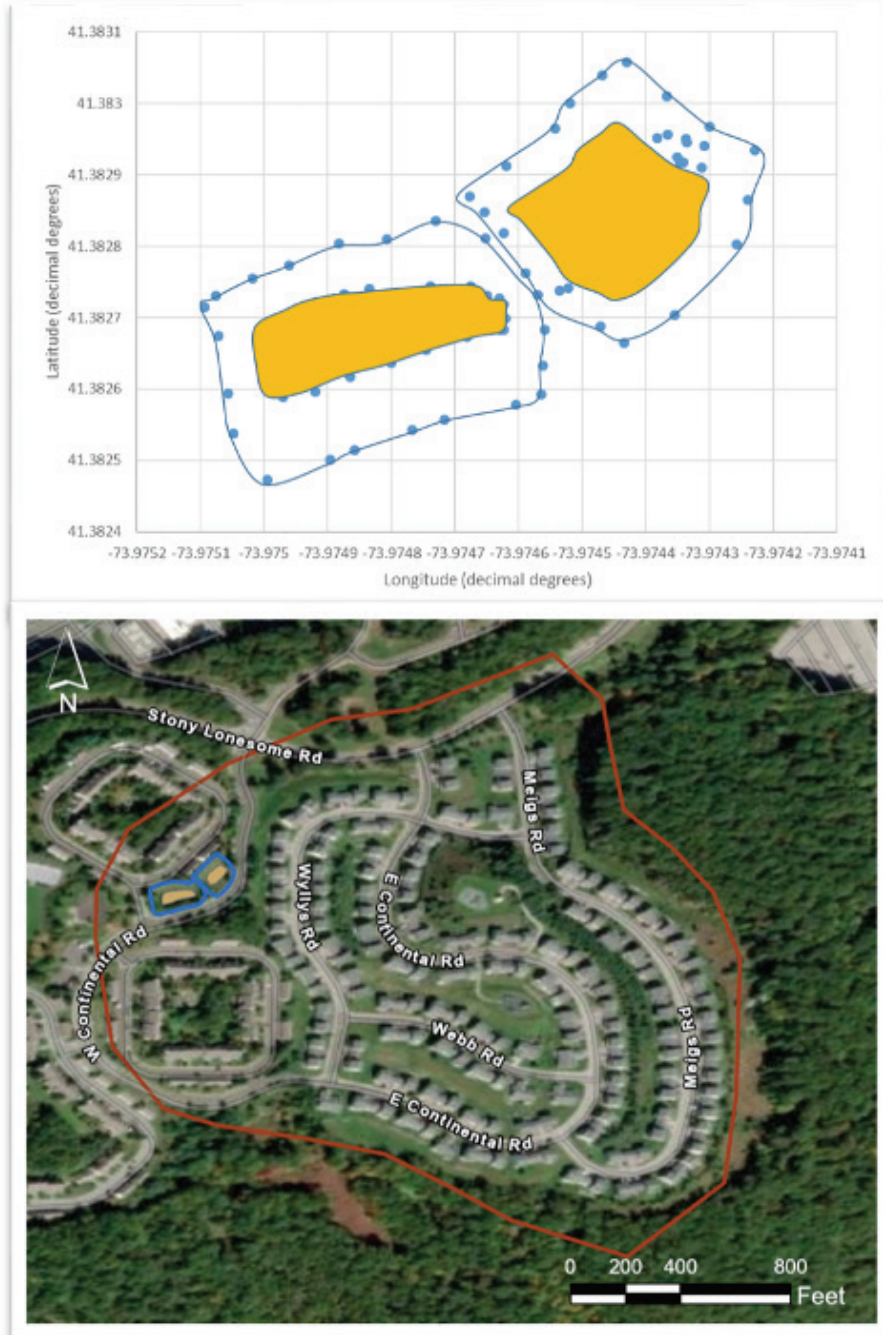 41.3831
41.383
41.3829
41.3828
41.3827
41.3826
41.3825
41.3824
Latitude (decimal degrees)
-73.9752 -73.9751 -73.975 -73.9749 -73.9748 -73.9747 -73.9746 -73.9745 -73.9744 -73.9743 -73.9742 -73.9741
Longitude (decimal degrees)
N
Stony Lonesome Rd
Meigs Rd
Wyllys Rd
E Continental Rd
W Continental Rd
Webb Rd
Meigs Rd
E Continental Rd
0 200 400 800
Feet